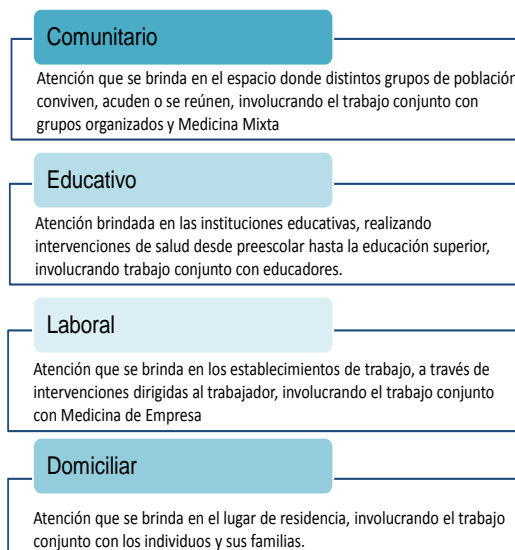 Comunitario
Atención que se brinda en el espacio donde distintos grupos de población
conviven, acuden o se reúnen, involucrando el trabajo conjunto con
grupos organizados y Medicina Mixta
Educativo
Atención brindada en las instituciones educativas, realizando
intervenciones de salud desde preescolar hasta la educación superior,
involucrando trabajo conjunto con educadores.
Laboral
Atención que se brinda en los establecimientos de trabajo, a través de
intervenciones dirigidas al trabajador, involucrando el trabajo conjunto
con Medicina de Empresa
Domiciliar
Atención que se brinda en el lugar de residencia, involucrando el trabajo
conjunto con los individuos y sus familias.